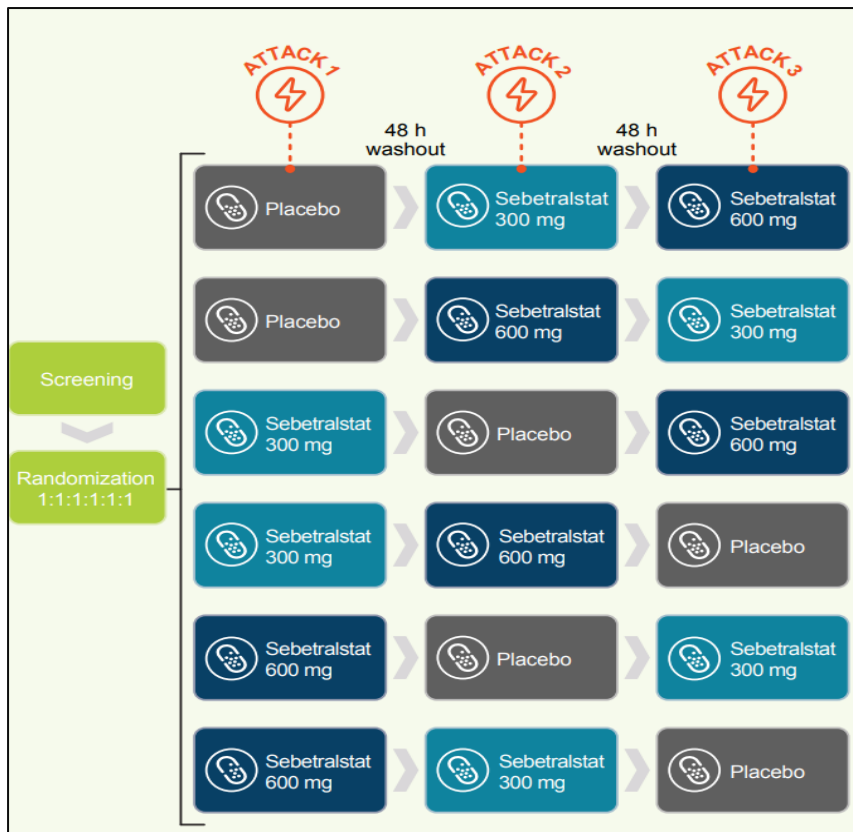 ATTACK 1
ATTACK 2
ATTACK 3
48 h
washout
48 h
washout
Placebo
Sebetralstat
300 mg
Sebetralstat
600 mg
Placebo
Sebetralstat
600 mg
Sebetralstat
300 mg
Screening
Sebetralstat
300 mg
Placebo
Sebetralstat
600 mg
Randomization
1:1:1:1:1:1
Sebetralstat
300 mg
Sebetralstat
600 mg
Placebo
Sebetralstat
600 mg
Placebo
Sebetralstat
300 mg
Sebetralstat
600 mg
Sebetralstat
300 mg
Placebo